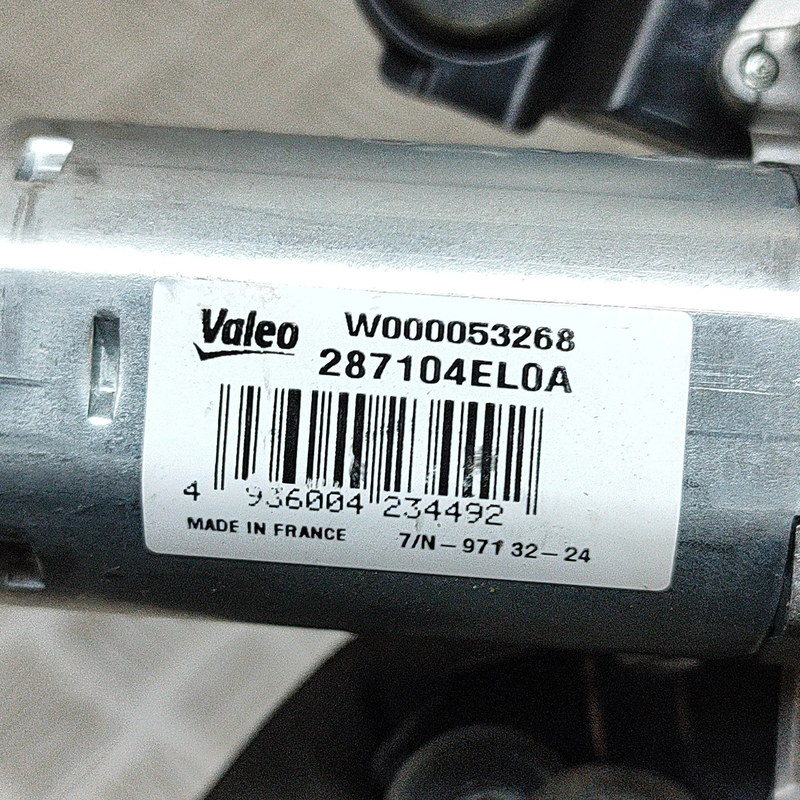 Valeo W000053268
287104EL0A
4 936004 234492
MADE IN FRANCE 7/N-971 32-24